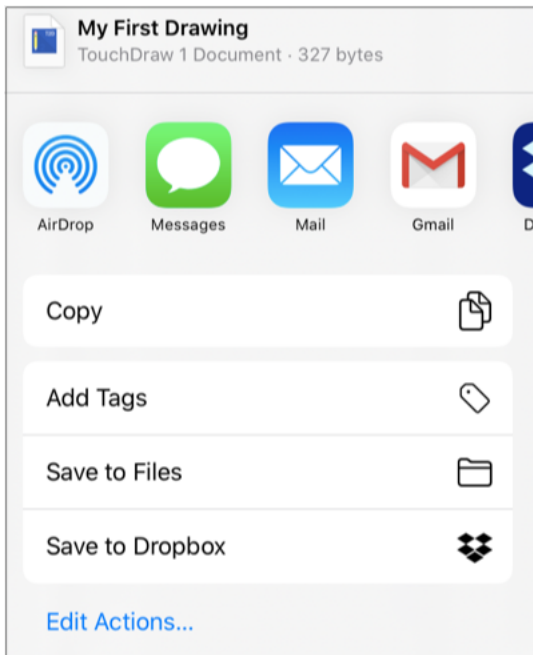 My First Drawing
TouchDraw 1 Document · 327 bytes
AirDrop
Messages
Mail
Gmail
D
Copy
Add Tags
Save to Files
Save to Dropbox
Edit Actions...